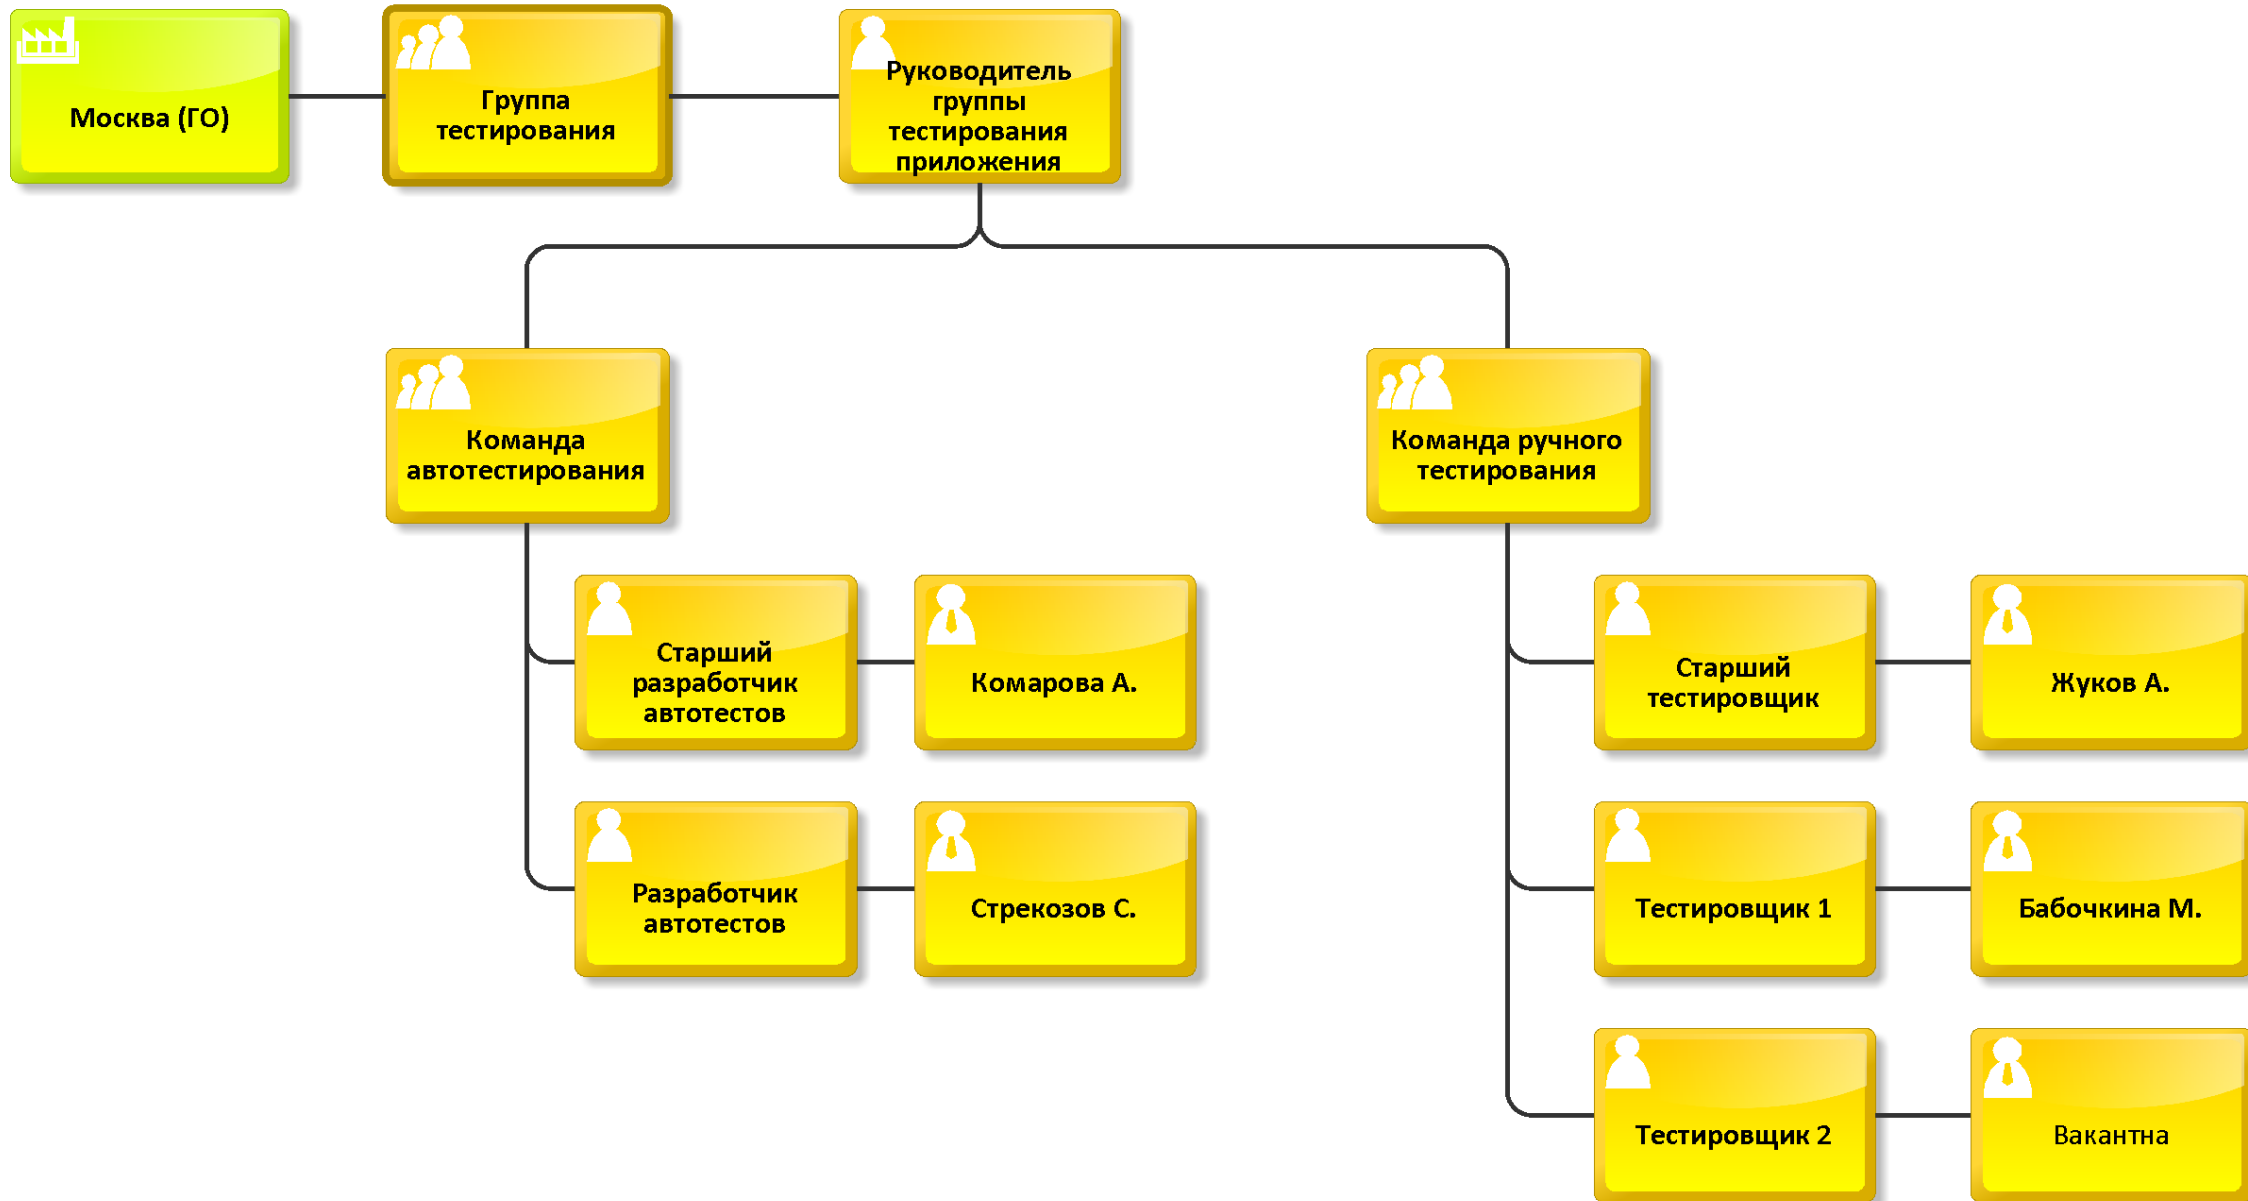 Москва (ГО)
Группа
тестирования
Руководитель
группы
тестирования
приложения
Команда
автотестирования
Команда ручного
тестирования
Старший
разработчик
автотестов
Комарова А.
Старший
тестировщик
Жуков А.
Разработчик
автотестов
Стрекозов С.
Тестировщик 1
Бабочкина М.
Тестировщик 2
Вакантна